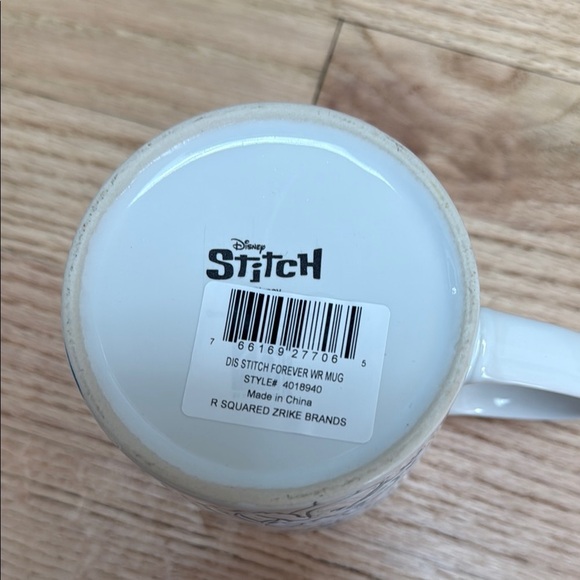 Disney
STiTCH
7 66169 27706 5
DIS STITCH FOREVER WR MUG
STYLE# 4018940
Made in China
R SQUARED ZRIKE BRANDS